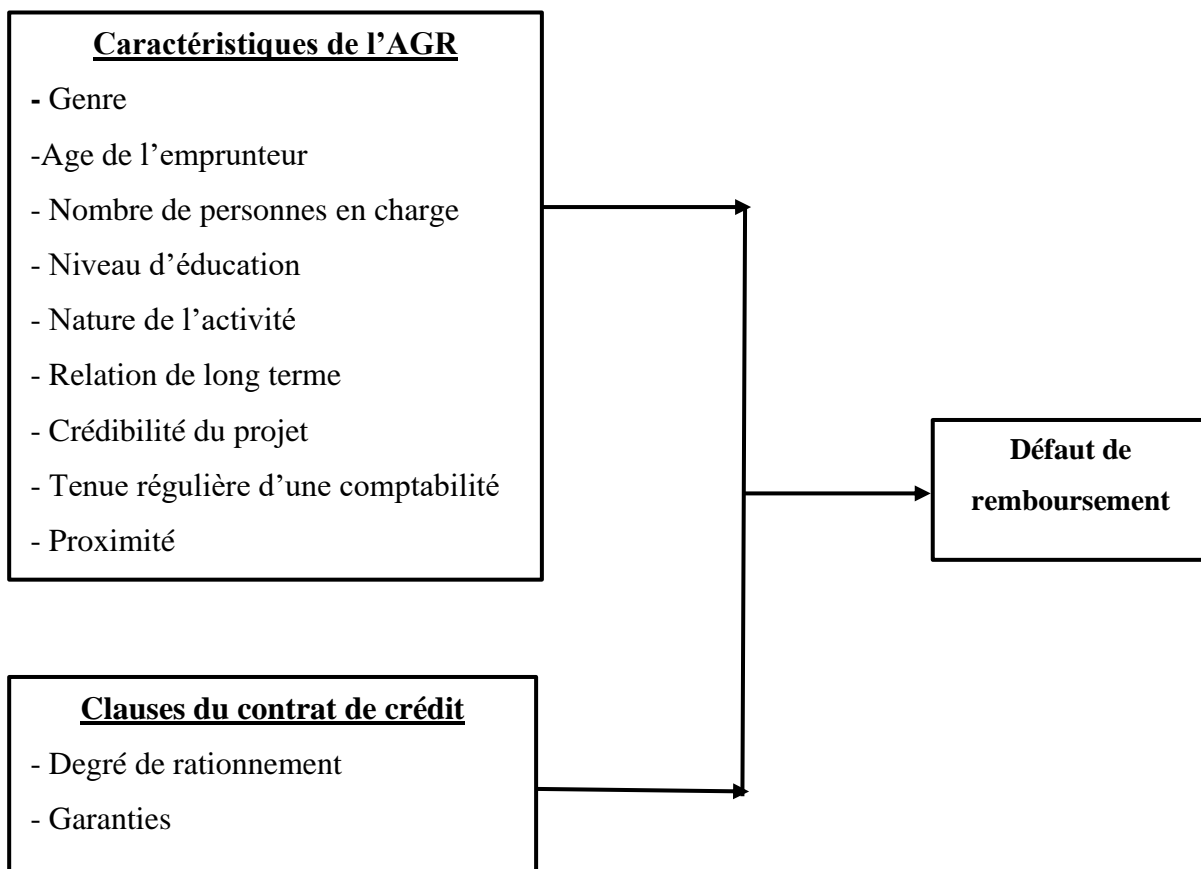 Caractéristiques de l’AGR
- Genre
-Age de l’emprunteur
- Nombre de personnes en charge
- Niveau d’éducation
- Nature de l’activité
- Relation de long terme
- Crédibilité du projet
- Tenue régulière d’une comptabilité
- Proximité
Défaut de
remboursement
Clauses du contrat de crédit
- Degré de rationnement
- Garanties